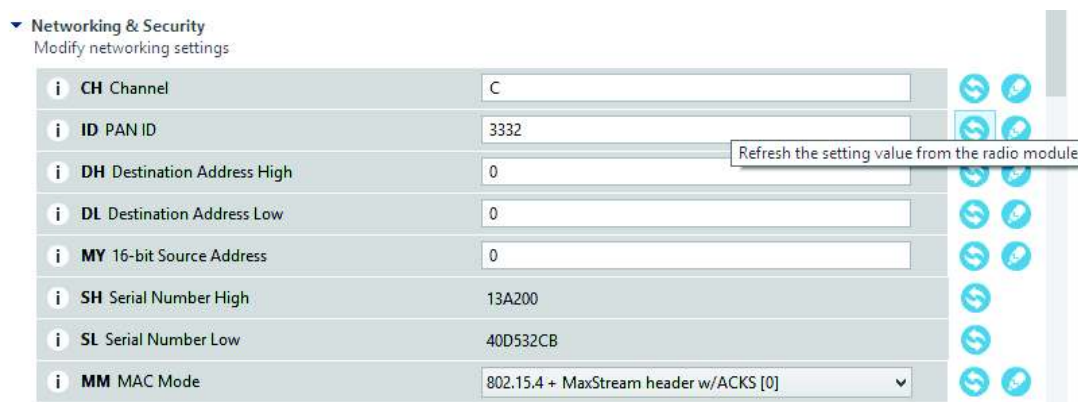 Networking & Security
Modify networking settings
i CH Channel C
i ID PAN ID 3332
Refresh the setting value from the radio module
i DH Destination Address High 0
i DL Destination Address Low 0
i MY 16-bit Source Address 0
i SH Serial Number High 13A200
i SL Serial Number Low 40D532CB
i MM MAC Mode 802.15.4 + MaxStream header w/ACKS [0]